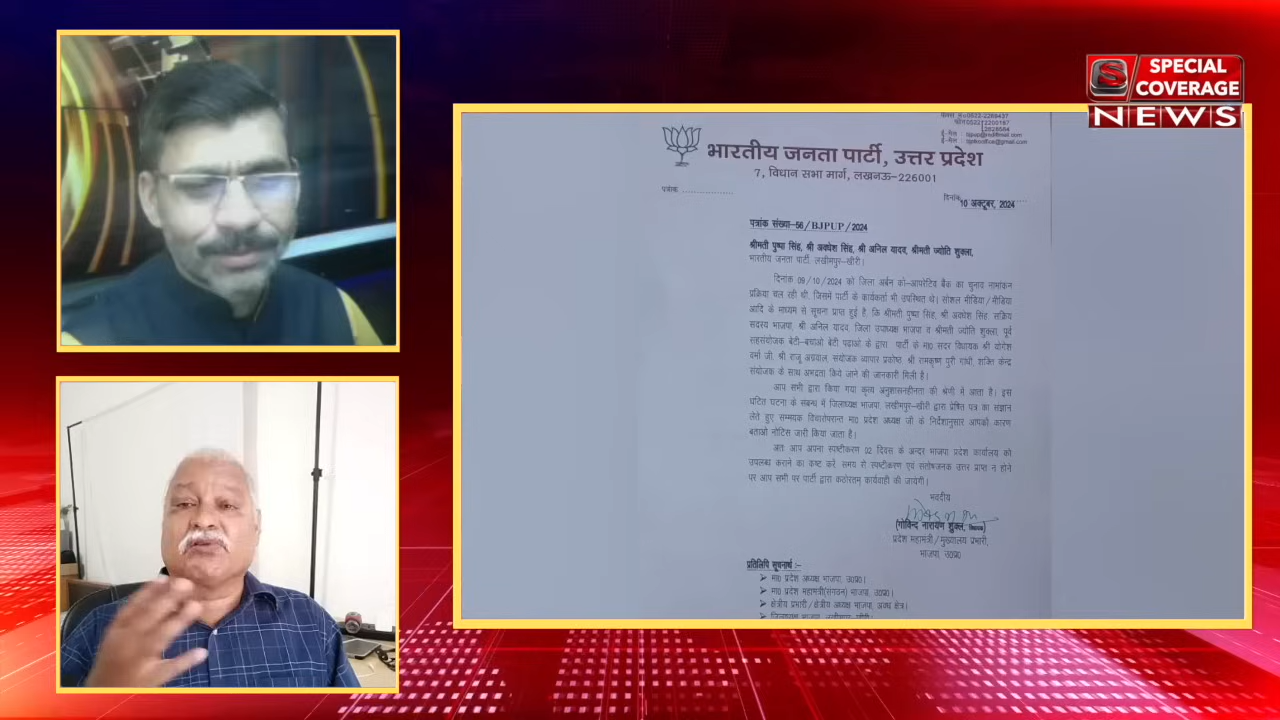 SPECIAL
COVERAGE
NEWS
भारतीय जनता पार्टी, उत्तर प्रदेश
7, विधान सभा मार्ग, लखनऊ-226001
पत्रांक ..................
दिनांक 10 अक्टूबर, 2024
पत्रांक संख्या-56/BJPUP/2024
श्रीमती पुष्पा सिंह, श्री अवधेश सिंह, श्री अनिल यादव, श्रीमती ज्योति शुक्ला,
भारतीय जनता पार्टी, लखीमपुर-खीरी।
दिनांक 09/10/2024 को जिला अर्बन को-आपरेटिव बैंक का चुनाव नामांकन
प्रक्रिया चल रही थी, जिसमें पार्टी के कार्यकर्ता भी उपस्थित थे। सोशल मीडिया/मीडिया
आदि के माध्यम से सूचना प्राप्त हुई है, कि श्रीमती पुष्पा सिंह, श्री अवधेश सिंह, सक्रिय
सदस्य भाजपा, श्री अनिल यादव, जिला उपाध्यक्ष भाजपा व श्रीमती ज्योति शुक्ला, पूर्व
सहसंयोजक बेटी-बचाओ बेटी पढ़ाओ के द्वारा पार्टी के मा0 सदर विधायक श्री योगेश
वर्मा जी, श्री राजू अग्रवाल, संयोजक व्यापार प्रकोष्ठ, श्री रामकृष्ण पुरी गांधी, शक्ति केन्द्र
संयोजक के साथ अभद्रता किये जाने की जानकारी मिली है।
आप सभी द्वारा किया गया कृत्य अनुशासनहीनता की श्रेणी में आता है। इस
घटित घटना के संबन्ध में जिलाध्यक्ष भाजपा, लखीमपुर-खीरी द्वारा प्रेषित पत्र का संज्ञान
लेते हुए सम्मयक विचारोपरान्त मा0 प्रदेश अध्यक्ष जी के निर्देशानुसार आपको कारण
बताओ नोटिस जारी किया जाता है।
अतः आप अपना स्पष्टीकरण 02 दिवस के अन्दर भाजपा प्रदेश कार्यालय को
उपलब्ध कराने का कष्ट करें, समय से स्पष्टीकरण एवं संतोषजनक उत्तर प्राप्त न होने
पर आप सभी पर पार्टी द्वारा कठोरतम् कार्यवाही की जायेगी।
भवदीय
(गोविन्द नारायण शुक्ल, विधायक)
प्रदेश महामंत्री/मुख्यालय प्रभारी,
भाजपा, उ0प्र0
प्रतिलिपि सूचनार्थ :-
➢ मा0 प्रदेश अध्यक्ष भाजपा, उ0प्र0।
➢ मा0 प्रदेश महामंत्री(संगठन) भाजपा, उ0प्र0।
➢ क्षेत्रीय प्रभारी/क्षेत्रीय अध्यक्ष भाजपा, अवध क्षेत्र।